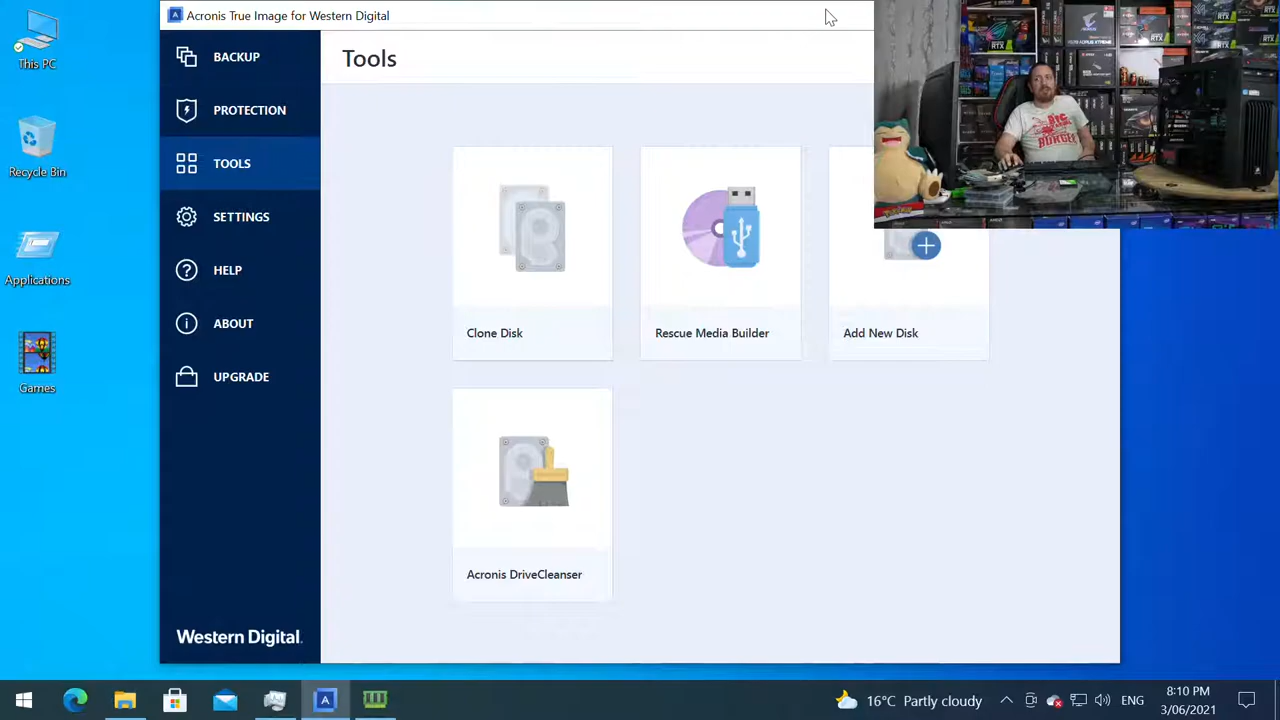 Acronis True Image for Western Digital
This PC
Recycle Bin
Applications
Games
BACKUP
PROTECTION
TOOLS
SETTINGS
HELP
ABOUT
UPGRADE
Western Digital.
Tools
Clone Disk
Rescue Media Builder
Add New Disk
Acronis DriveCleanser
BIG
BURGER
16°C Partly cloudy
ENG
8:10 PM
3/06/2021